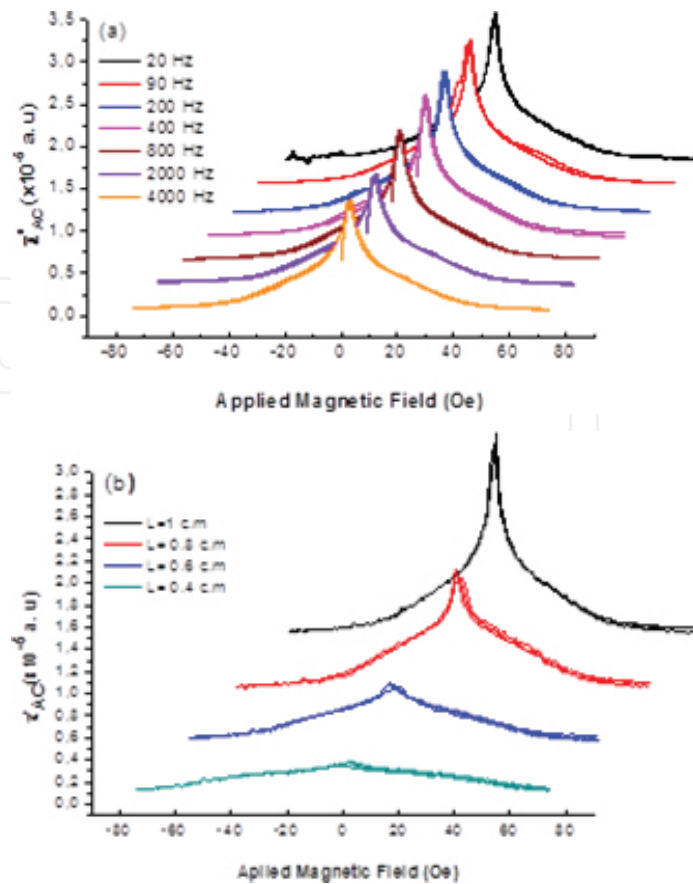 (a)
3.5
3.0
2.5
2.0
1.5
1.0
0.5
0.0
20 Hz
90 Hz
200 Hz
400 Hz
800 Hz
2000 Hz
4000 Hz
-80 -60 -40 -20 0 20 40 60 80
Applied Magnetic Field (Oe)
(b)
3.0
2.8
2.6
2.4
2.2
2.0
1.8
1.6
1.4
1.2
1.0
0.8
0.6
0.4
0.2
0.0
L=1 c.m
L= 0.8 c.m
L= 0.6 c.m
L= 0.4 c.m
-80 -60 -40 -20 0 20 40 60 80
Aplied Magnetic Field (Oe)